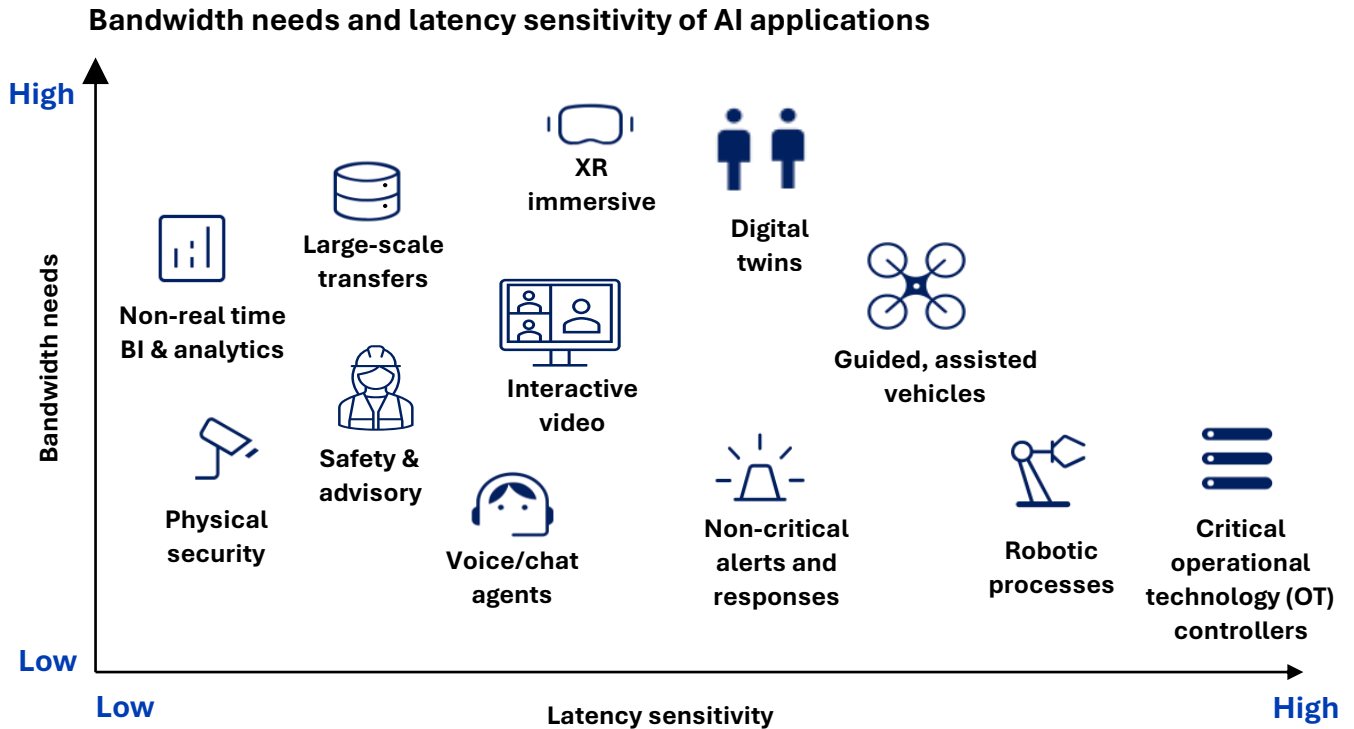 Bandwidth needs and latency sensitivity of AI applications
High
Bandwidth needs
XR
immersive
Digital
twins
Large-scale
transfers
Non-real time
BI & analytics
Interactive
video
Guided, assisted
vehicles
Safety &
advisory
Physical
security
Voice/chat
agents
Non-critical
alerts and
responses
Robotic
processes
Critical
operational
technology (OT)
controllers
Low
Low
Latency sensitivity
High